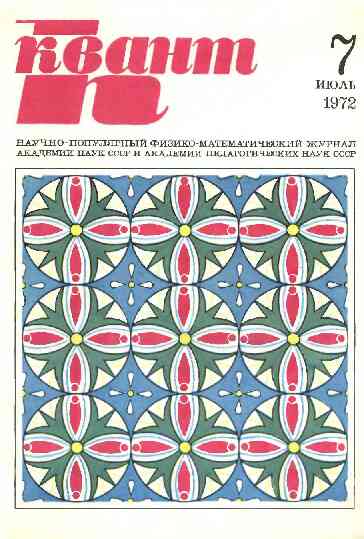 квант
7
ИЮЛЬ
1972
НАУЧНО-ПОПУЛЯРНЫЙ ФИЗИКО-МАТЕМАТИЧЕСКИЙ ЖУРНАЛ
АКАДЕМИИ НАУК СССР И АКАДЕМИИ ПЕДАГОГИЧЕСКИХ НАУК СССР